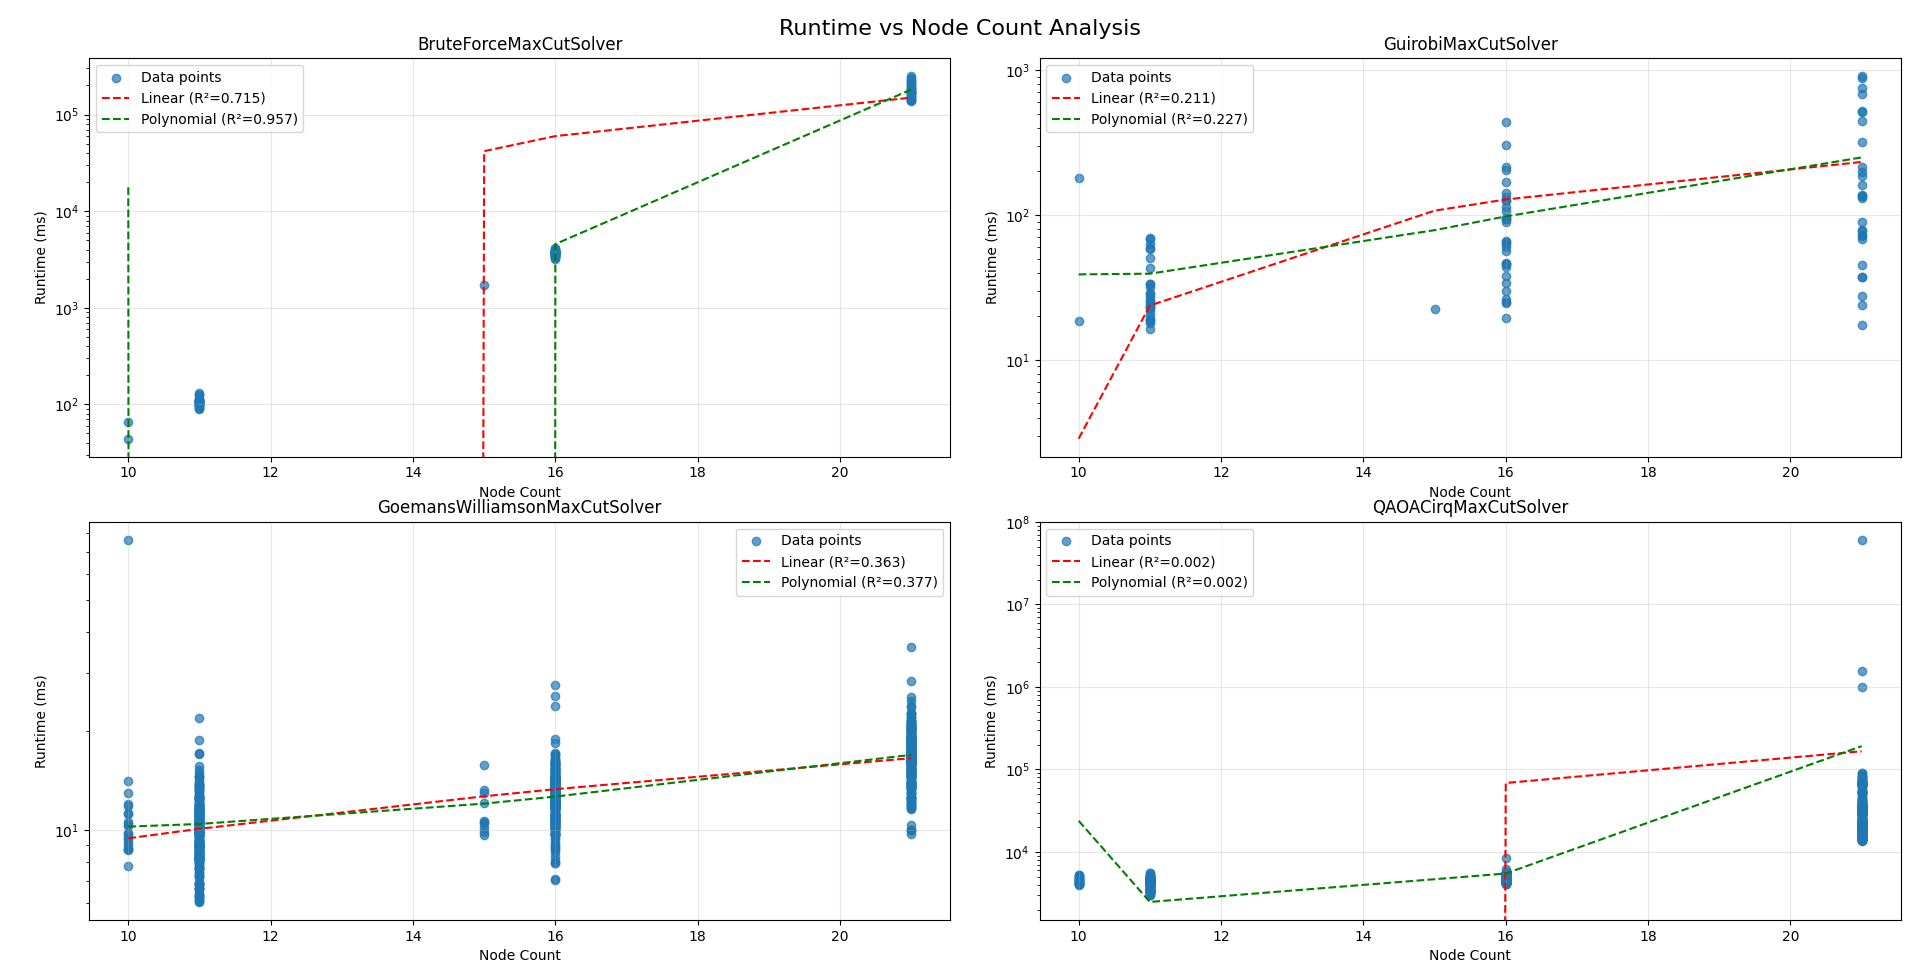 Runtime vs Node Count Analysis
BruteForceMaxCutSolver
Data points
Linear (R²=0.715)
Polynomial (R²=0.957)
10⁵
10⁴
10³
10²
Runtime (ms)
10 12 14 16 18 20
Node Count
GuirobiMaxCutSolver
Data points
Linear (R²=0.211)
Polynomial (R²=0.227)
10³
10²
10¹
Runtime (ms)
10 12 14 16 18 20
Node Count
GoemansWilliamsonMaxCutSolver
Data points
Linear (R²=0.363)
Polynomial (R²=0.377)
10¹
Runtime (ms)
10 12 14 16 18 20
Node Count
QAOACirqMaxCutSolver
Data points
Linear (R²=0.002)
Polynomial (R²=0.002)
10⁸
10⁷
10⁶
10⁵
10⁴
Runtime (ms)
10 12 14 16 18 20
Node Count